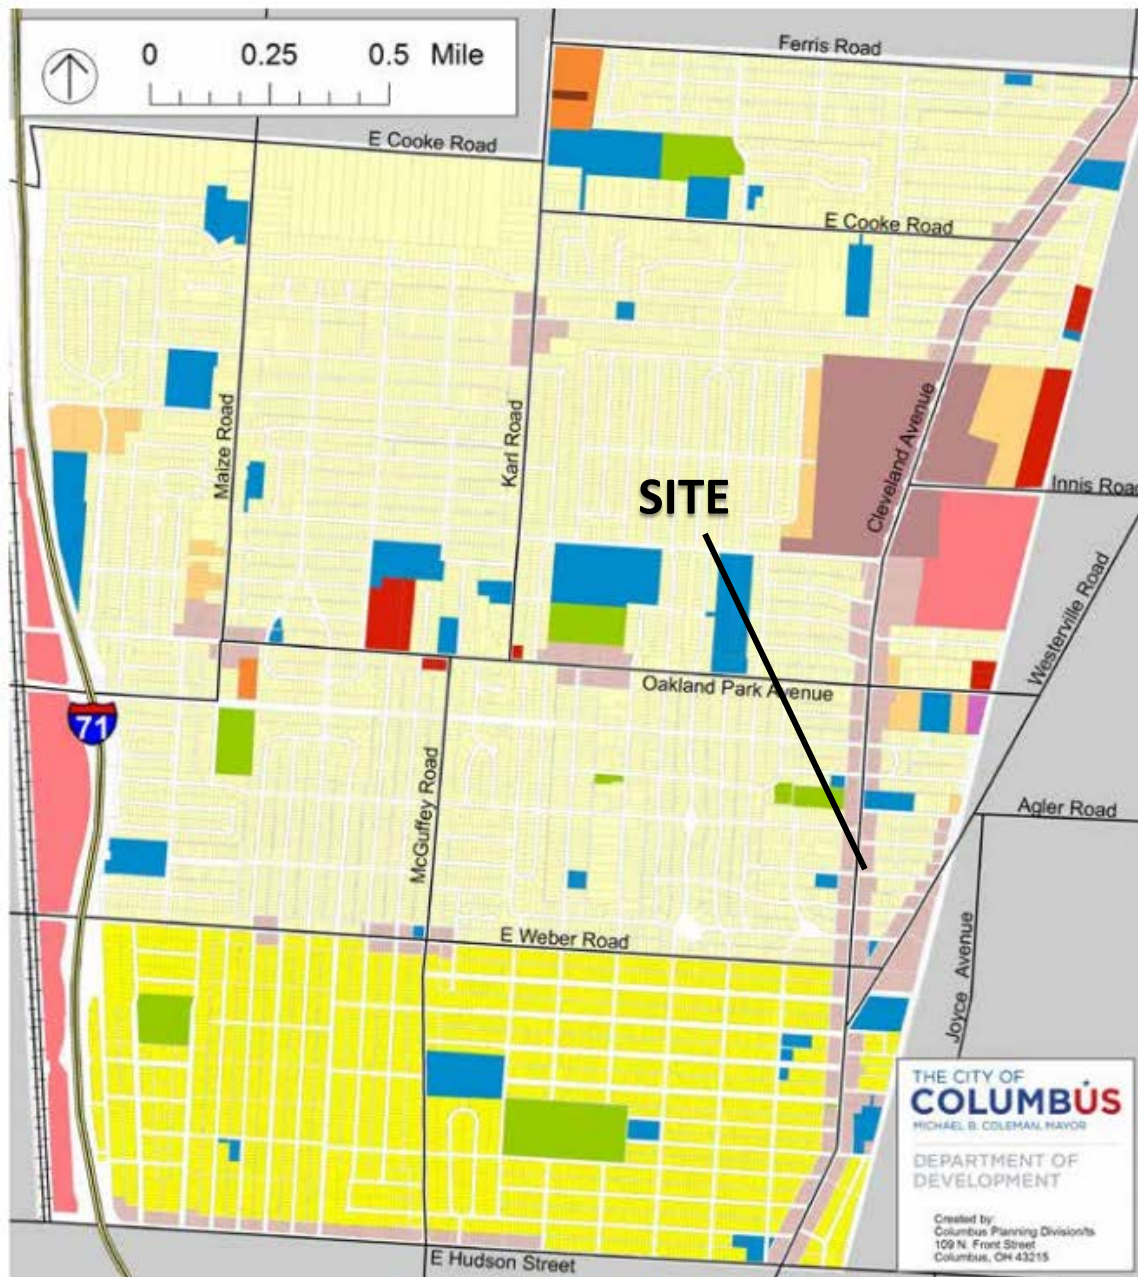 0 0.25 0.5 Mile
Ferris Road
E Cooke Road
E Cooke Road
Maize Road
Karl Road
Cleveland Avenue
SITE
Innis Road
Westerville Road
Oakland Park Avenue
71
McGuffey Road
Agler Road
E Weber Road
Joyce Avenue
E Hudson Street
THE CITY OF
COLUMBUS
MICHAEL B. COLEMAN, MAYOR
DEPARTMENT OF
DEVELOPMENT
Created by:
Columbus Planning Division/ts
109 N. Front Street
Columbus, OH 43215